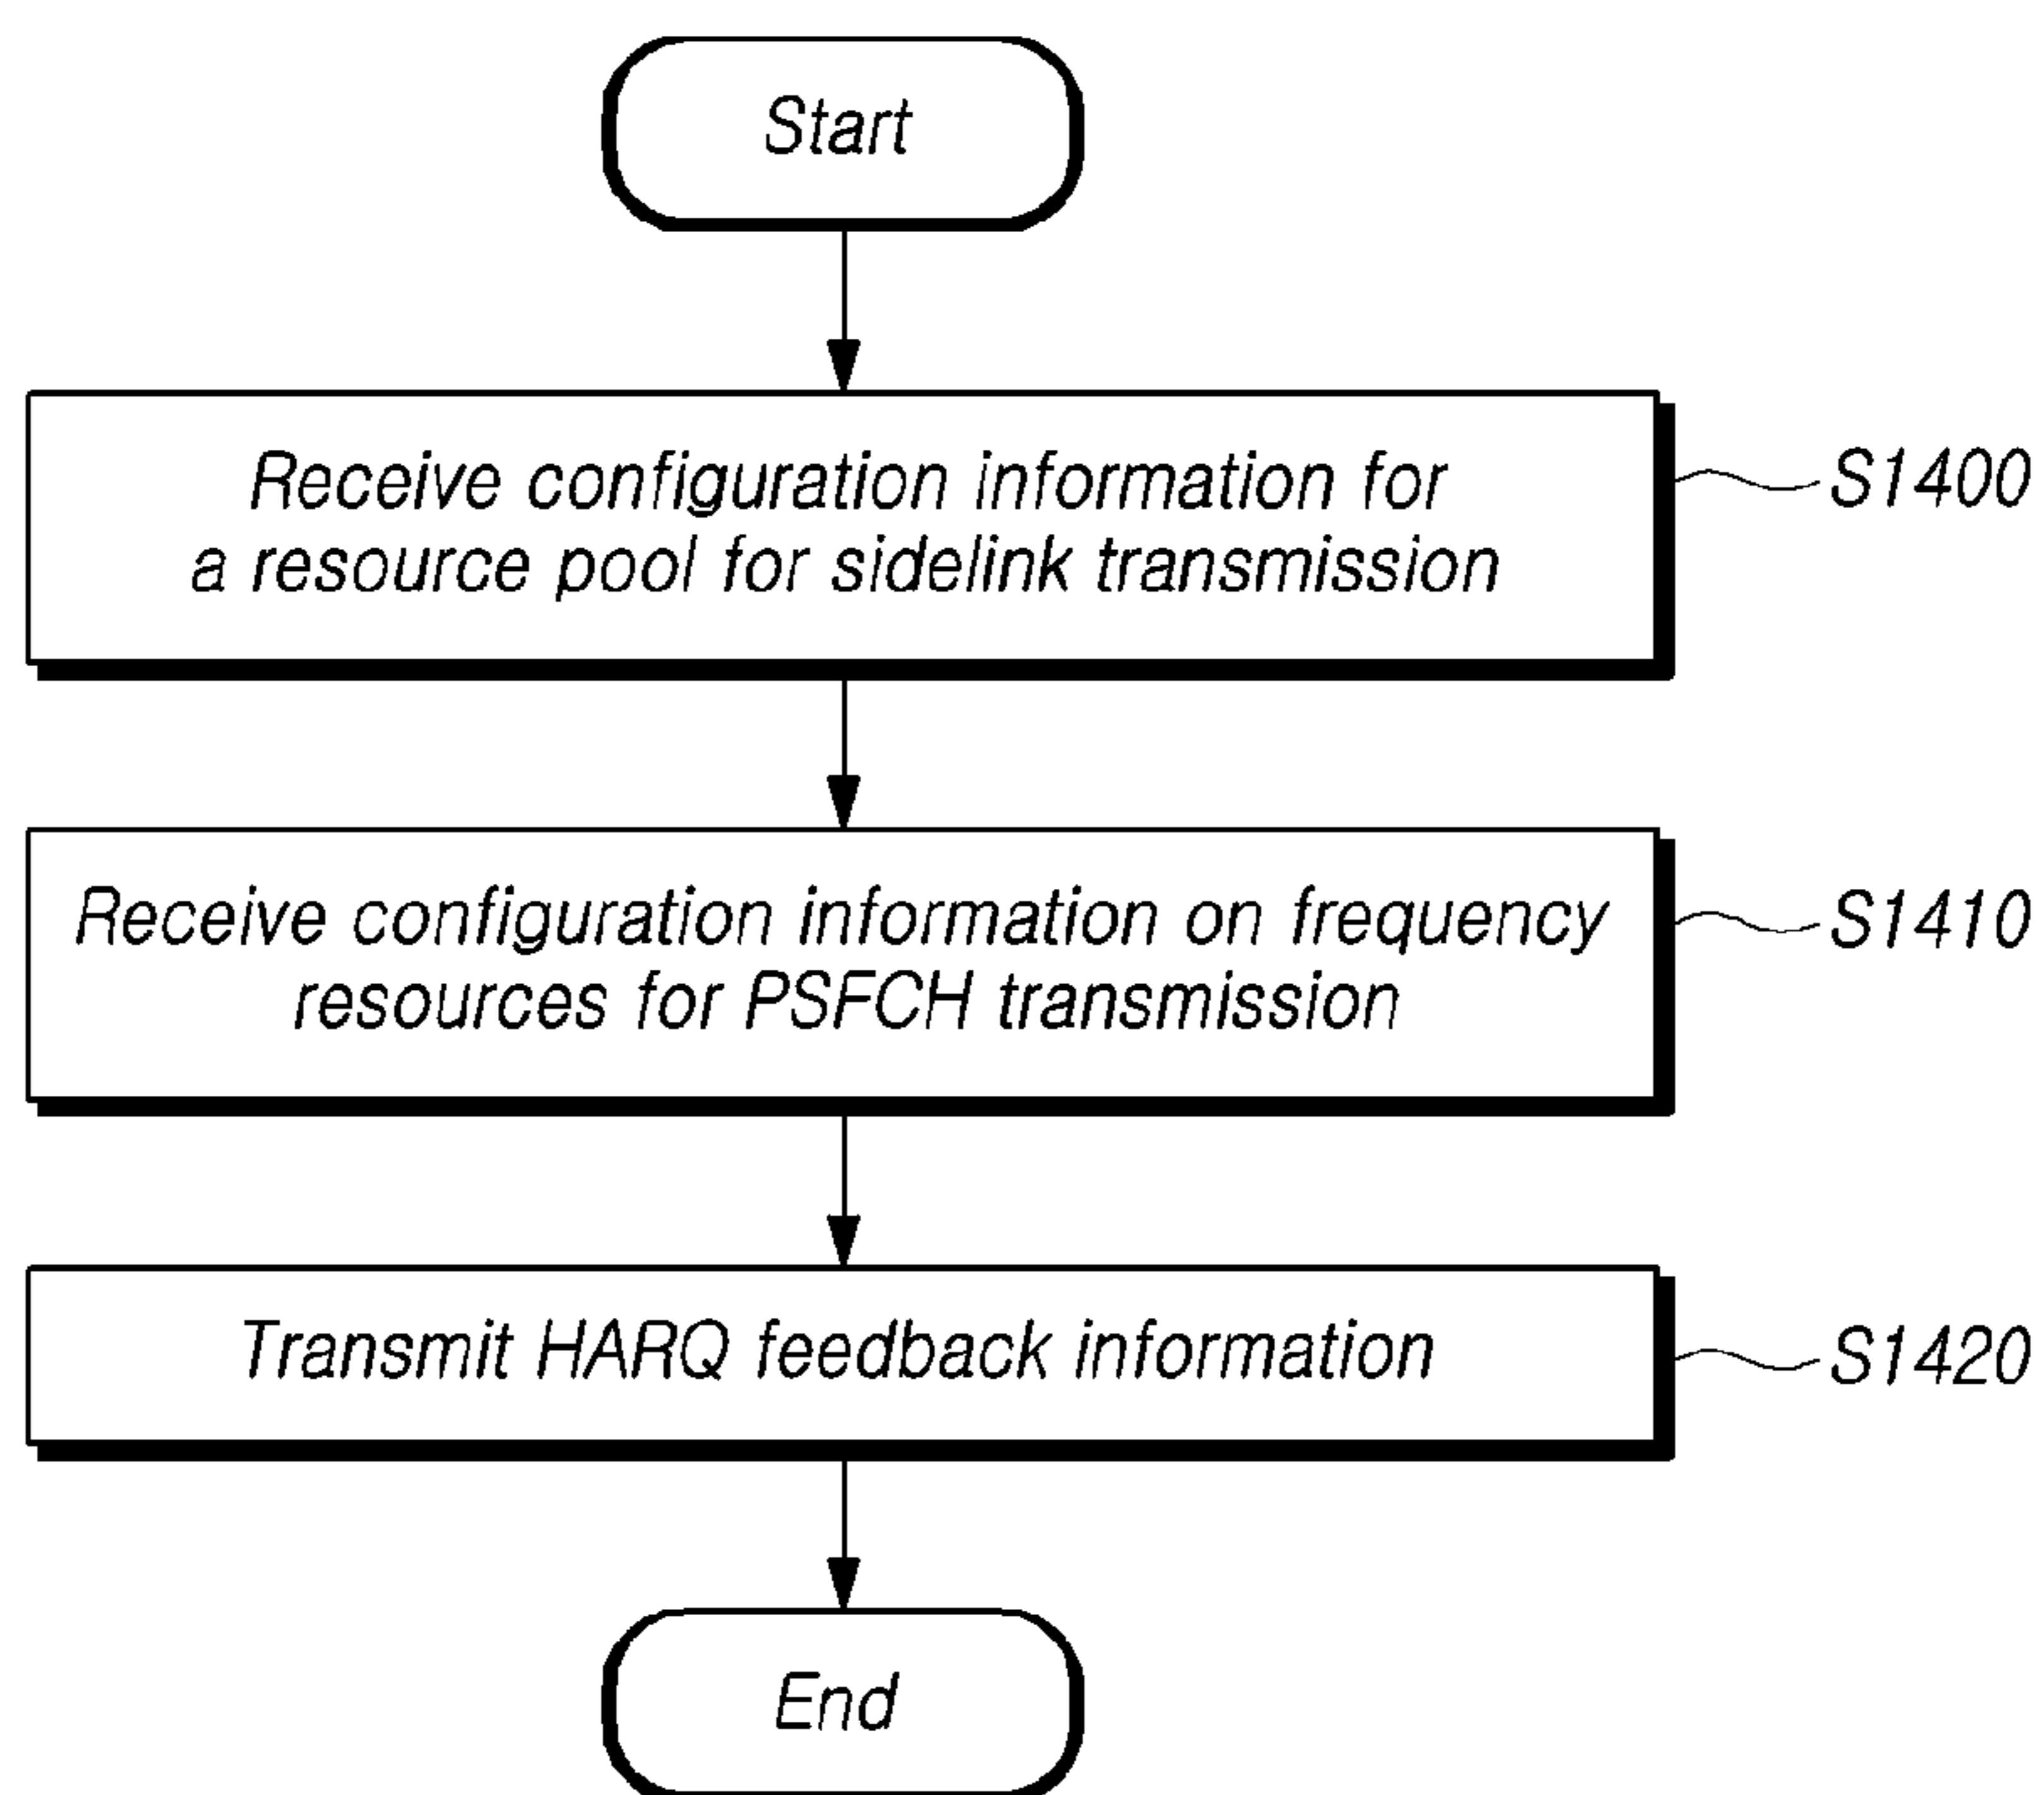 Start
Receive configuration information for
a resource pool for sidelink transmission
S1400
Receive configuration information on frequency
resources for PSFCH transmission
S1410
Transmit HARQ feedback information
S1420
End